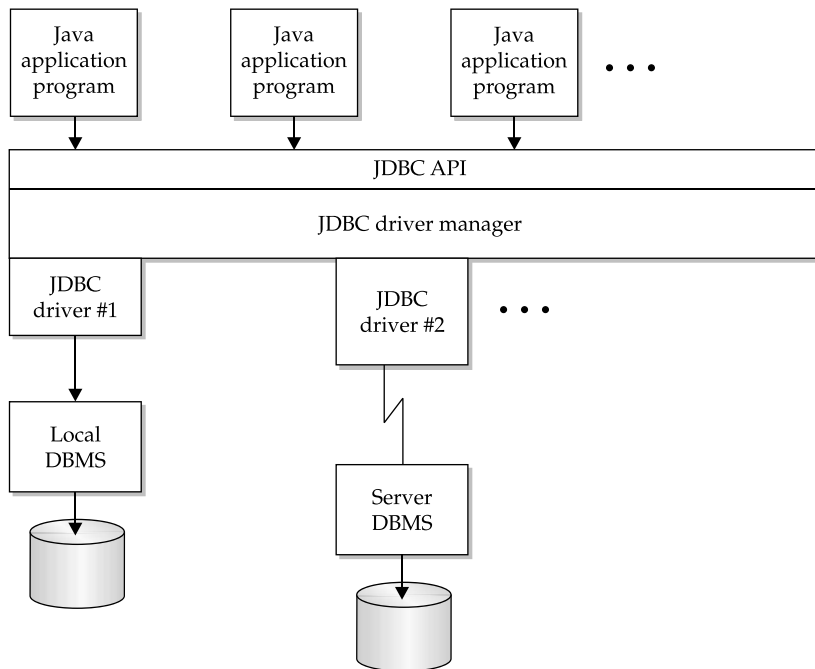 Java
application
program
Java
application
program
Java
application
program
JDBC API
JDBC driver manager
JDBC
driver #1
JDBC
driver #2
Local
DBMS
Server
DBMS